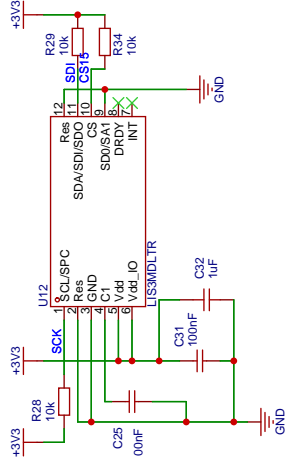 +3V3
R29
10k
R34
10k
SDI
CS15
GND
12
11
10
9
8
7
Res
SDA/SDI/SDO
CS
SD0/SA1
DRDY
INT
U12
LIS3MDLTR
SCL/SPC
Res
GND
C1
Vdd
Vdd_IO
1
2
3
4
5
6
SCK
+3V3
R28
10k
+3V3
C25
00nF
C31
100nF
C32
1uF
GND